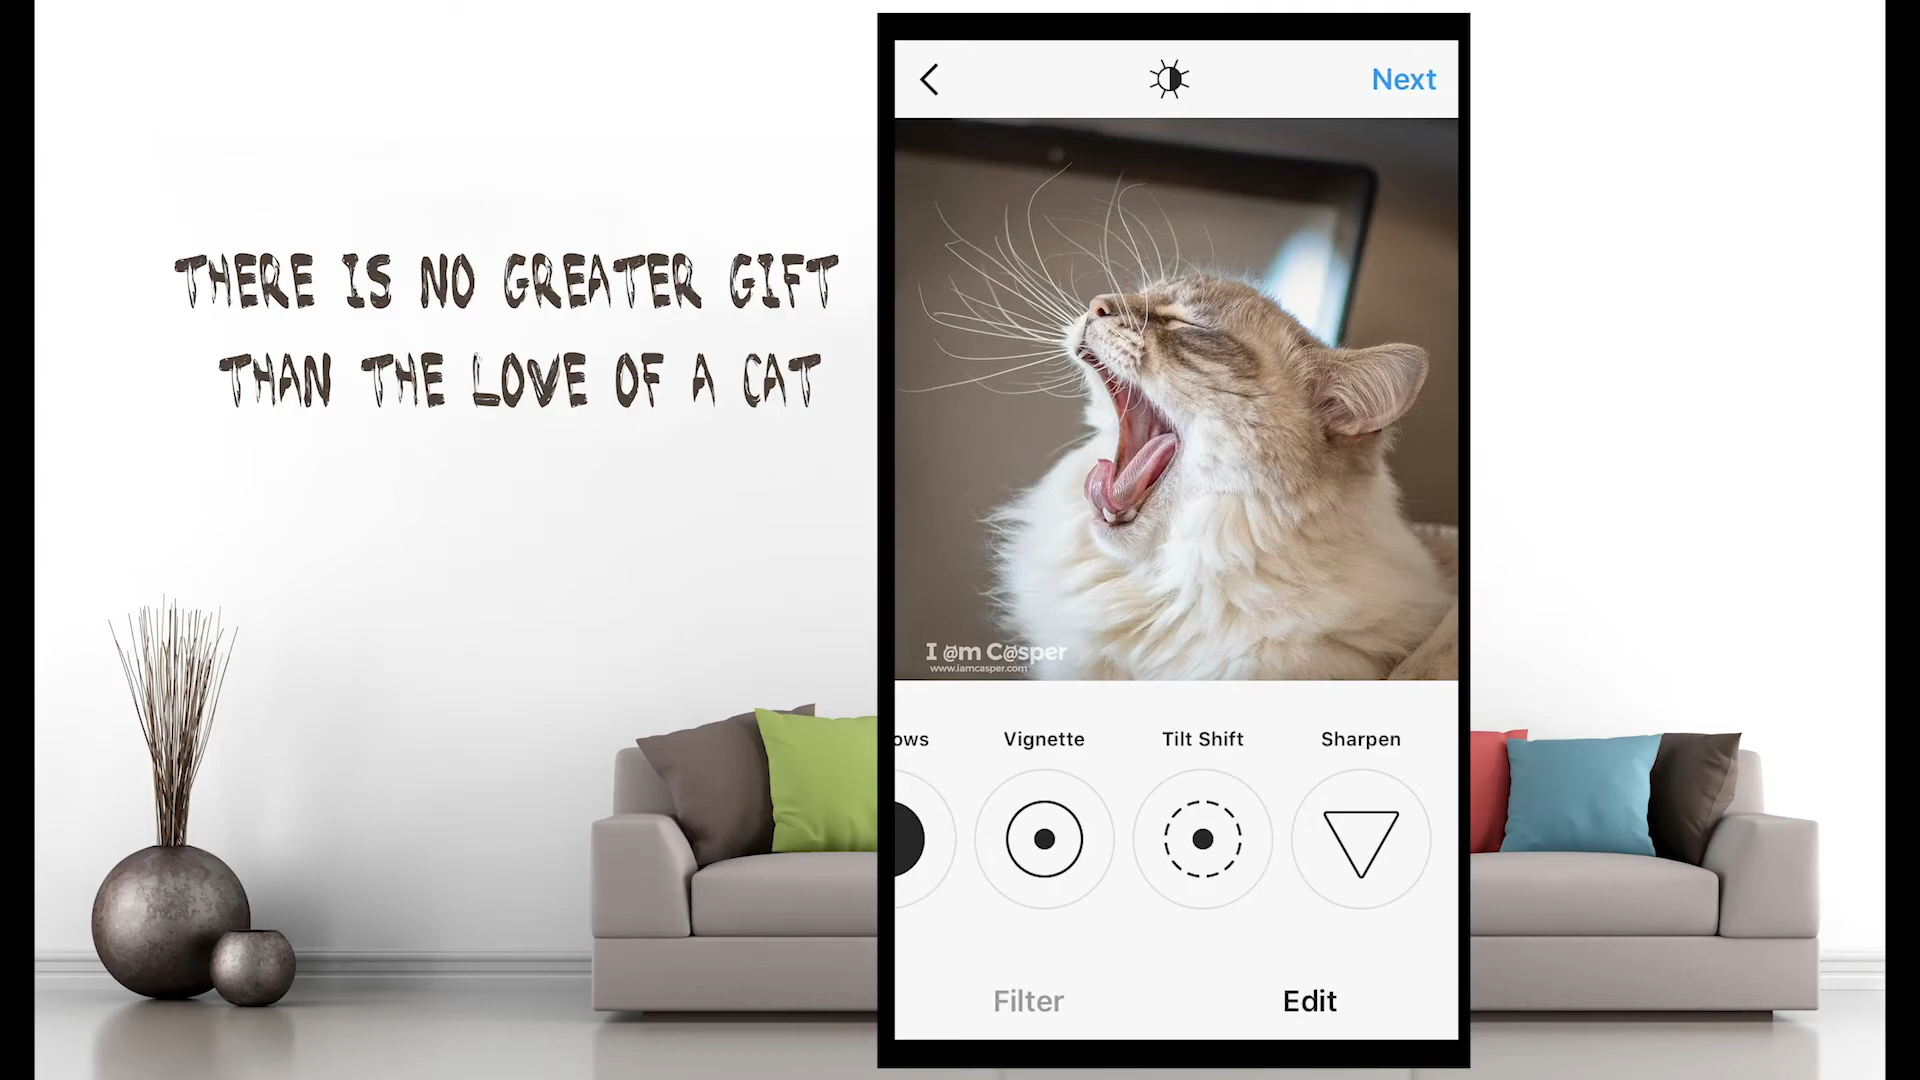 THERE IS NO GREATER GIFT
THAN THE LOVE OF A CAT
Next
I @m C@sper
www.iamcasper.com
ows
Vignette
Tilt Shift
Sharpen
Filter
Edit